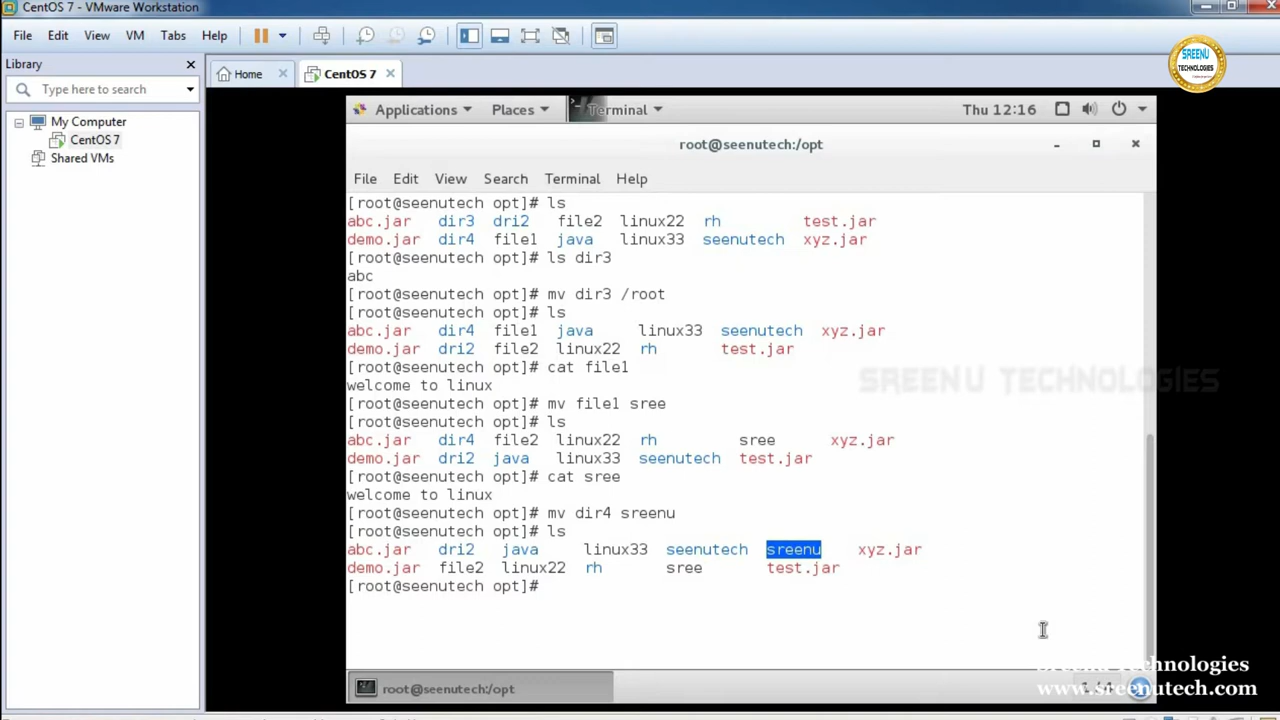 CentOS 7 - VMware Workstation
File Edit View VM Tabs Help
Library
Type here to search
My Computer
CentOS 7
Shared VMs
Home
CentOS 7
SREENU
TECHNOLOGIES
Applications Places Terminal Thu 12:16
root@seenutech:/opt
File Edit View Search Terminal Help
[root@seenutech opt]# ls
abc.jar dir3 dri2 file2 linux22 rh test.jar
demo.jar dir4 file1 java linux33 seenutech xyz.jar
[root@seenutech opt]# ls dir3
abc
[root@seenutech opt]# mv dir3 /root
[root@seenutech opt]# ls
abc.jar dir4 file1 java linux33 seenutech xyz.jar
demo.jar dri2 file2 linux22 rh test.jar
[root@seenutech opt]# cat file1
welcome to linux
[root@seenutech opt]# mv file1 sree
[root@seenutech opt]# ls
abc.jar dir4 file2 linux22 rh sree xyz.jar
demo.jar dri2 java linux33 seenutech test.jar
[root@seenutech opt]# cat sree
welcome to linux
[root@seenutech opt]# mv dir4 sreenu
[root@seenutech opt]# ls
abc.jar dri2 java linux33 seenutech sreenu xyz.jar
demo.jar file2 linux22 rh sree test.jar
[root@seenutech opt]#
SREENU TECHNOLOGIES
root@seenutech:/opt
Sreenu Technologies
www.sreenutech.com